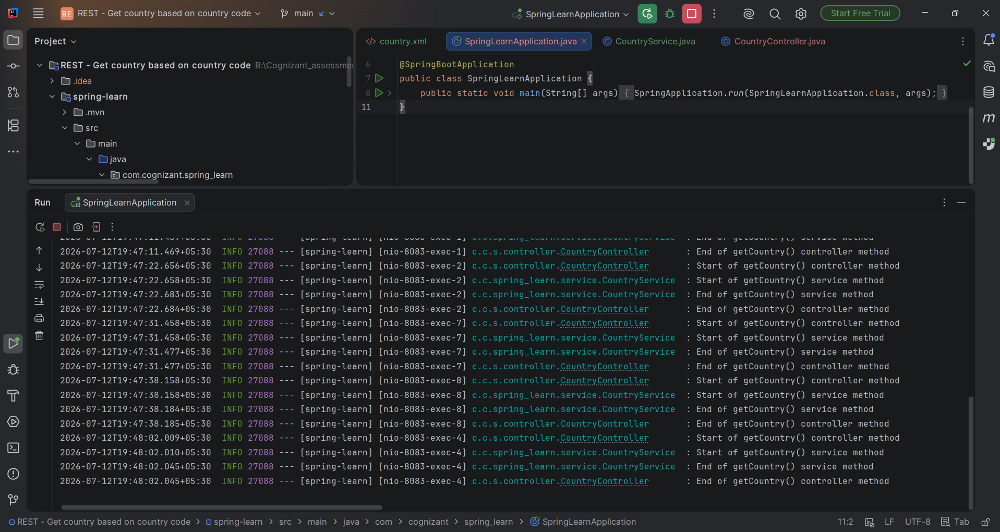 RE REST - Get country based on country code main SpringLearnApplication Start Free Trial
Project
REST - Get country based on country code B:\Cognizant_assessme
.idea
spring-learn
.mvn
src
main
java
com.cognizant.spring_learn
country.xml SpringLearnApplication.java CountryService.java CountryController.java
6 @SpringBootApplication
7 public class SpringLearnApplication {
8 public static void main(String[] args) { SpringApplication.run(SpringLearnApplication.class, args); }
11 }
Run SpringLearnApplication
2026-07-12T19:47:11.469+05:30 INFO 27088 --- [spring-learn] [nio-8083-exec-1] c.c.s.controller.CountryController : End of getCountry() controller method
2026-07-12T19:47:22.656+05:30 INFO 27088 --- [spring-learn] [nio-8083-exec-2] c.c.s.controller.CountryController : Start of getCountry() controller method
2026-07-12T19:47:22.658+05:30 INFO 27088 --- [spring-learn] [nio-8083-exec-2] c.c.spring_learn.service.CountryService : Start of getCountry() service method
2026-07-12T19:47:22.683+05:30 INFO 27088 --- [spring-learn] [nio-8083-exec-2] c.c.spring_learn.service.CountryService : End of getCountry() service method
2026-07-12T19:47:22.684+05:30 INFO 27088 --- [spring-learn] [nio-8083-exec-2] c.c.s.controller.CountryController : End of getCountry() controller method
2026-07-12T19:47:31.458+05:30 INFO 27088 --- [spring-learn] [nio-8083-exec-7] c.c.s.controller.CountryController : Start of getCountry() controller method
2026-07-12T19:47:31.458+05:30 INFO 27088 --- [spring-learn] [nio-8083-exec-7] c.c.spring_learn.service.CountryService : Start of getCountry() service method
2026-07-12T19:47:31.477+05:30 INFO 27088 --- [spring-learn] [nio-8083-exec-7] c.c.spring_learn.service.CountryService : End of getCountry() service method
2026-07-12T19:47:31.477+05:30 INFO 27088 --- [spring-learn] [nio-8083-exec-7] c.c.s.controller.CountryController : End of getCountry() controller method
2026-07-12T19:47:38.158+05:30 INFO 27088 --- [spring-learn] [nio-8083-exec-8] c.c.s.controller.CountryController : Start of getCountry() controller method
2026-07-12T19:47:38.158+05:30 INFO 27088 --- [spring-learn] [nio-8083-exec-8] c.c.spring_learn.service.CountryService : Start of getCountry() service method
2026-07-12T19:47:38.184+05:30 INFO 27088 --- [spring-learn] [nio-8083-exec-8] c.c.spring_learn.service.CountryService : End of getCountry() service method
2026-07-12T19:47:38.185+05:30 INFO 27088 --- [spring-learn] [nio-8083-exec-8] c.c.s.controller.CountryController : End of getCountry() controller method
2026-07-12T19:48:02.009+05:30 INFO 27088 --- [spring-learn] [nio-8083-exec-4] c.c.s.controller.CountryController : Start of getCountry() controller method
2026-07-12T19:48:02.010+05:30 INFO 27088 --- [spring-learn] [nio-8083-exec-4] c.c.spring_learn.service.CountryService : Start of getCountry() service method
2026-07-12T19:48:02.045+05:30 INFO 27088 --- [spring-learn] [nio-8083-exec-4] c.c.spring_learn.service.CountryService : End of getCountry() service method
2026-07-12T19:48:02.045+05:30 INFO 27088 --- [spring-learn] [nio-8083-exec-4] c.c.s.controller.CountryController : End of getCountry() controller method
REST - Get country based on country code > spring-learn > src > main > java > com > cognizant > spring_learn > SpringLearnApplication 11:2 LF UTF-8 Tab